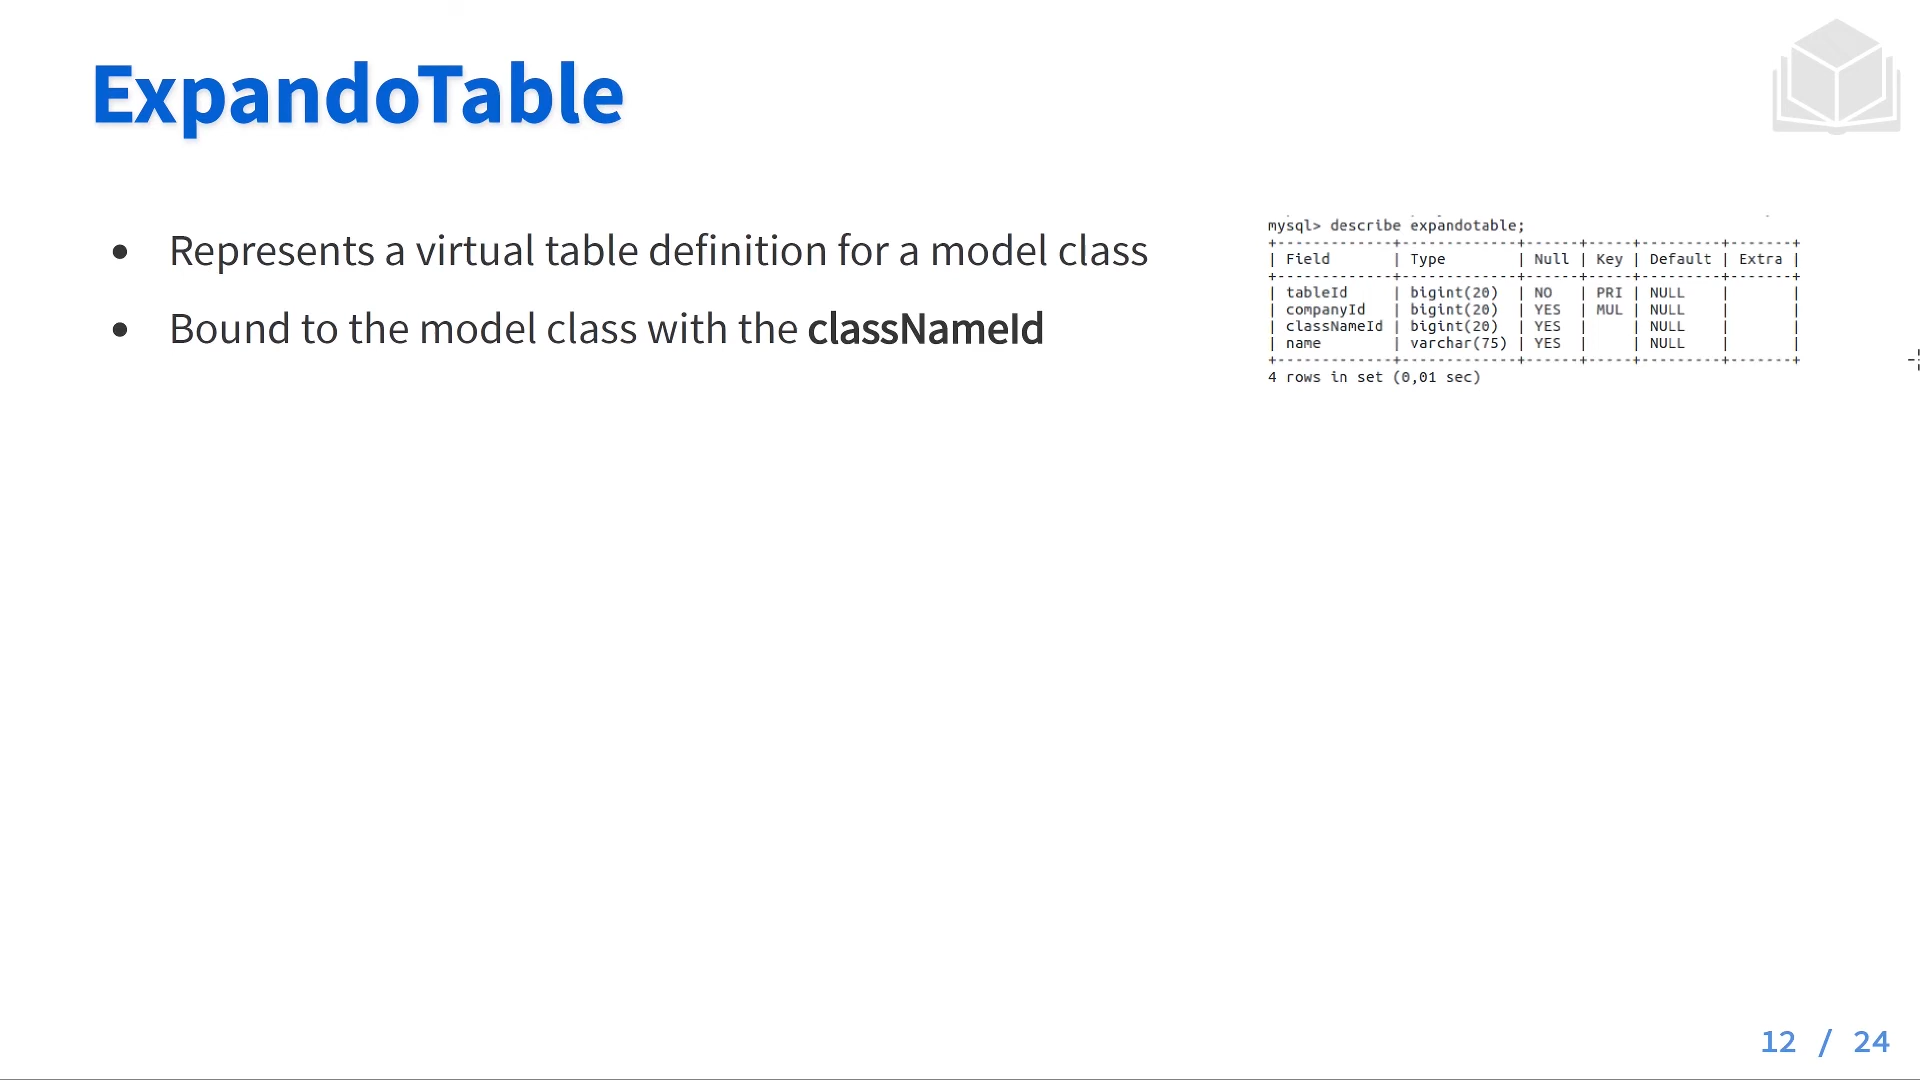 ExpandoTable
• Represents a virtual table definition for a model class
• Bound to the model class with the classNameId
mysql> describe expandotable;
+-------------+-------------+------+-----+---------+-------+
| Field       | Type        | Null | Key | Default | Extra |
+-------------+-------------+------+-----+---------+-------+
| tableId     | bigint(20)  | NO   | PRI | NULL    |       |
| companyId   | bigint(20)  | YES  | MUL | NULL    |       |
| classNameId | bigint(20)  | YES  |     | NULL    |       |
| name        | varchar(75) | YES  |     | NULL    |       |
+-------------+-------------+------+-----+---------+-------+
4 rows in set (0,01 sec)
12 / 24